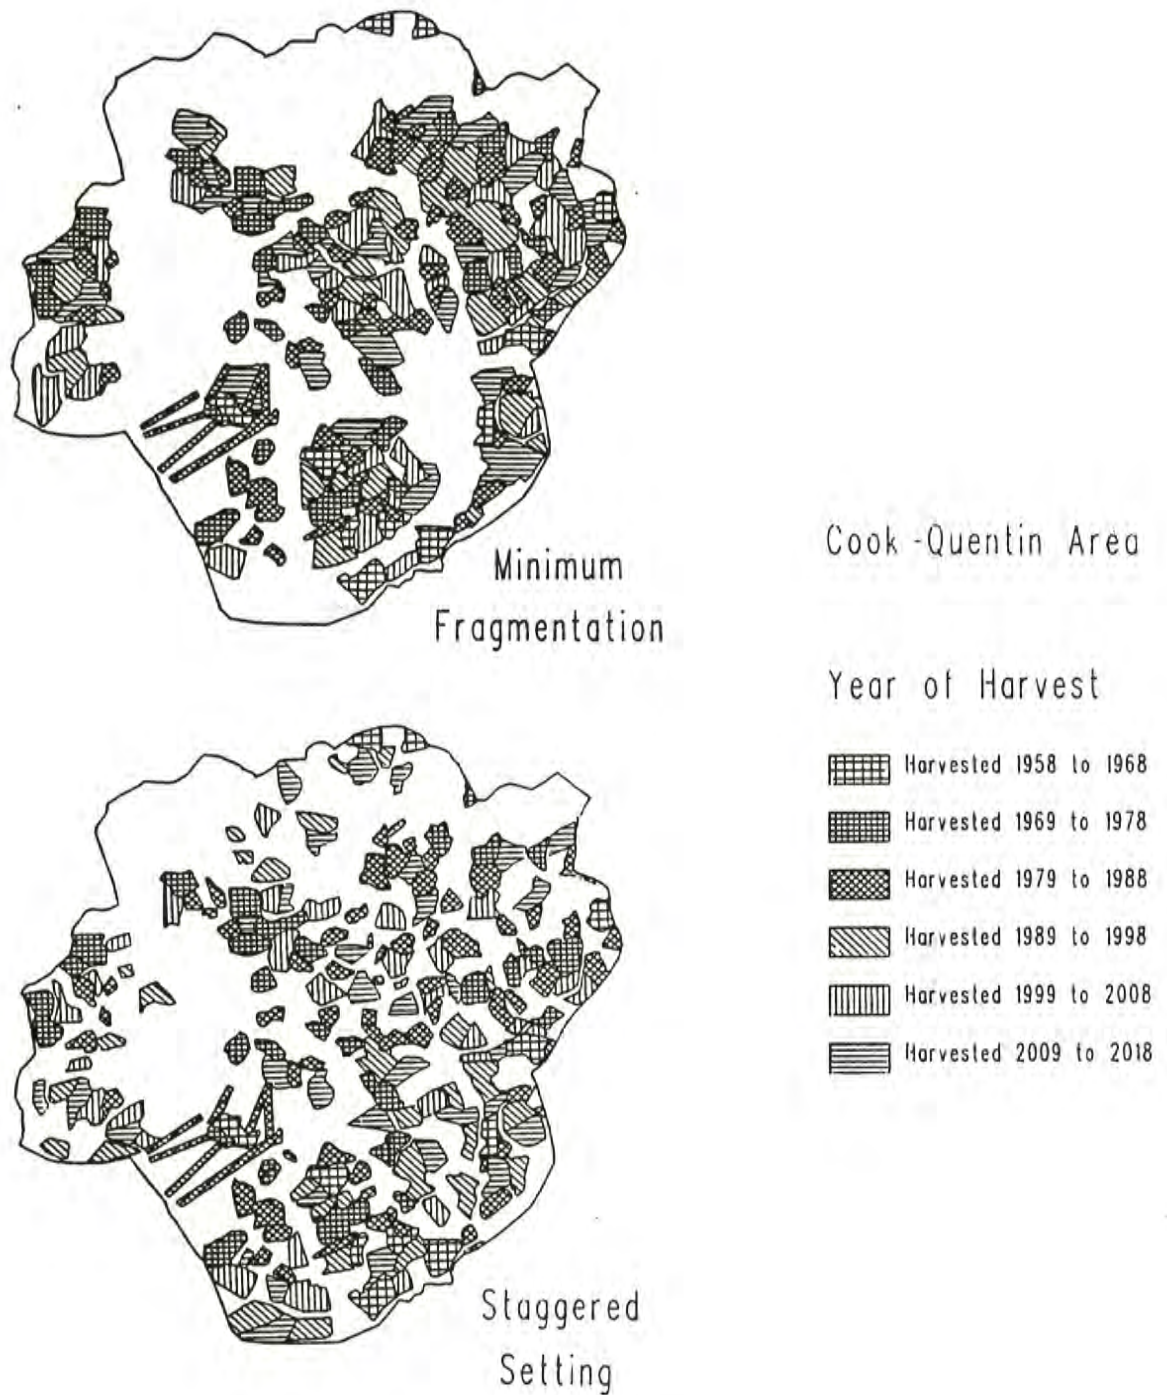 Minimum
Fragmentation
Cook-Quentin Area
Year of Harvest
Harvested 1958 to 1968
Harvested 1969 to 1978
Harvested 1979 to 1988
Harvested 1989 to 1998
Harvested 1999 to 2008
Harvested 2009 to 2018
Staggered
Setting